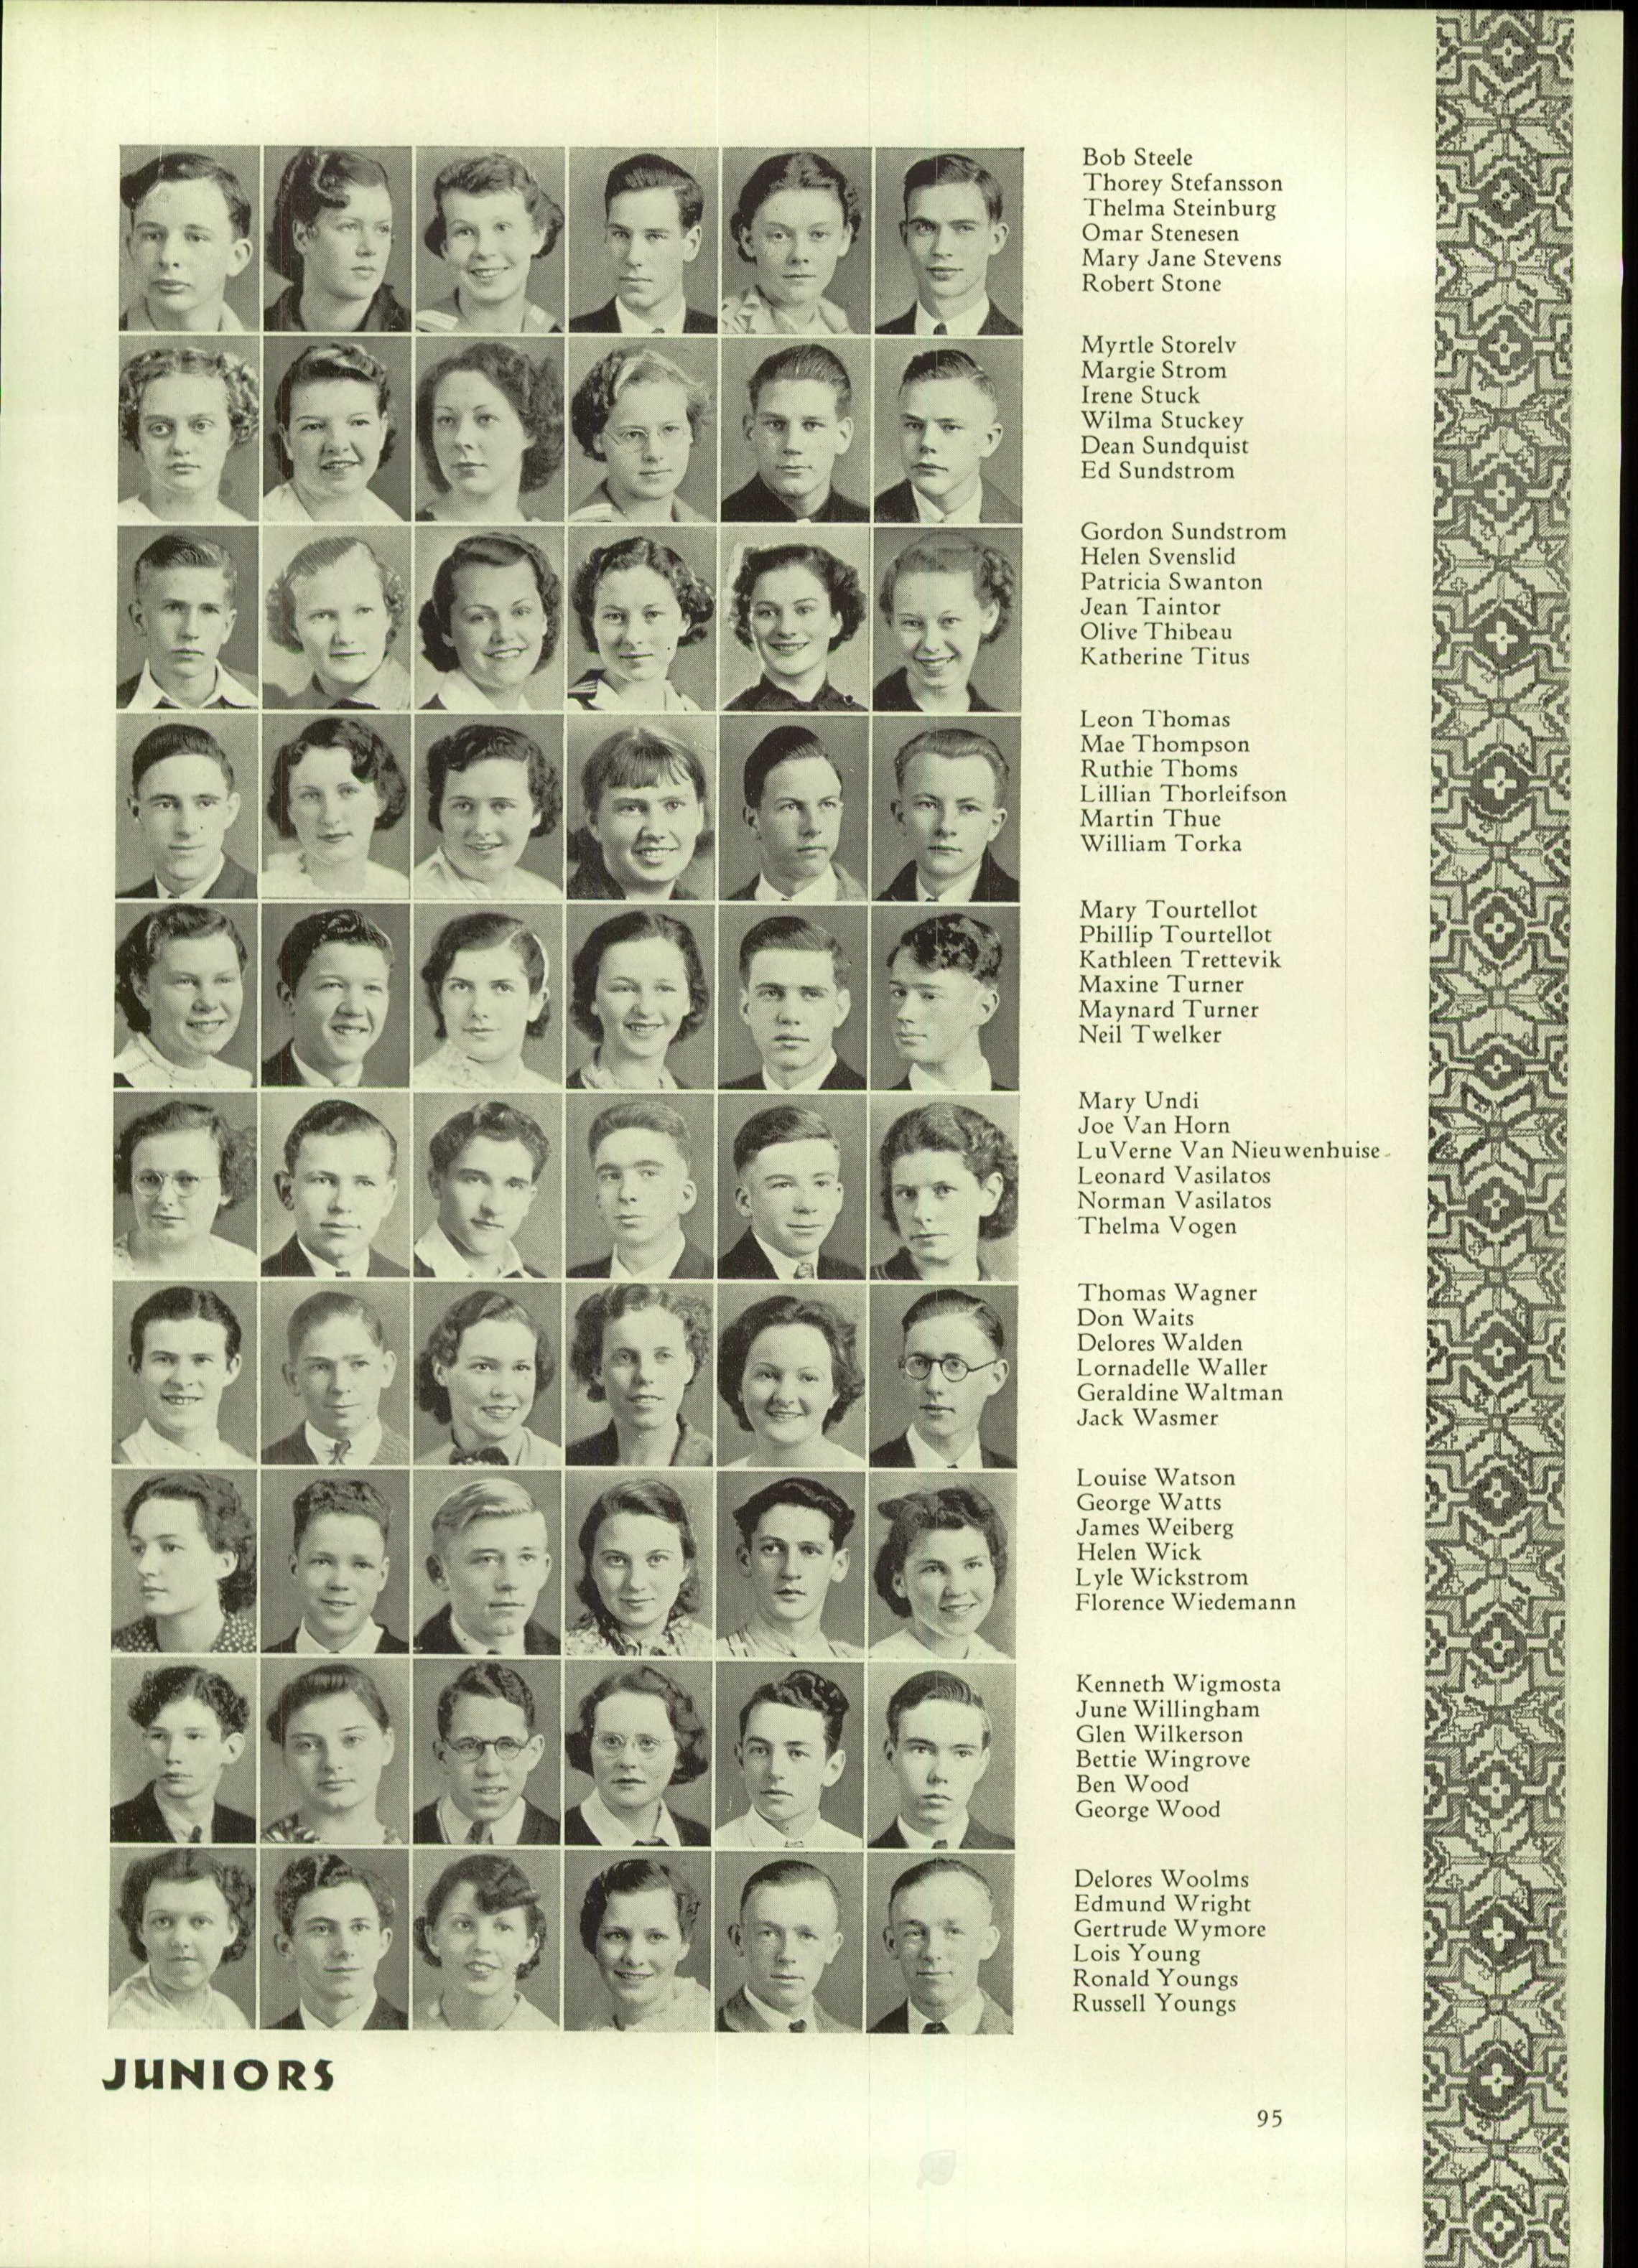 Bob Steele
Thorey Stefansson
Thelma Steinburg
Omar Stenesen
Mary Jane Stevens
Robert Stone
Myrtle Storelv
Margie Strom
Irene Stuck
Wilma Stuckey
Dean Sundquist
Ed Sundstrom
Gordon Sundstrom
Helen Svenslid
Patricia Swanton
Jean Taintor
Olive Thibeau
Katherine Titus
Leon Thomas
Mae Thompson
Ruthie Thoms
Lillian Thorleifson
Martin Thue
William Torka
Mary Tourtellot
Phillip Tourtellot
Kathleen Trettevik
Maxine Turner
Maynard Turner
Neil Twelker
Mary Undi
Joe Van Horn
LuVerne Van Nieuwenhuise
Leonard Vasilatos
Norman Vasilatos
Thelma Vogen
Thomas Wagner
Don Waits
Delores Walden
Lornadelle Waller
Geraldine Waltman
Jack Wasmer
Louise Watson
George Watts
James Weiberg
Helen Wick
Lyle Wickstrom
Florence Wiedemann
Kenneth Wigmosta
June Willingham
Glen Wilkerson
Bettie Wingrove
Ben Wood
George Wood
Delores Woolms
Edmund Wright
Gertrude Wymore
Lois Young
Ronald Youngs
Russell Youngs
JUNIORS
95